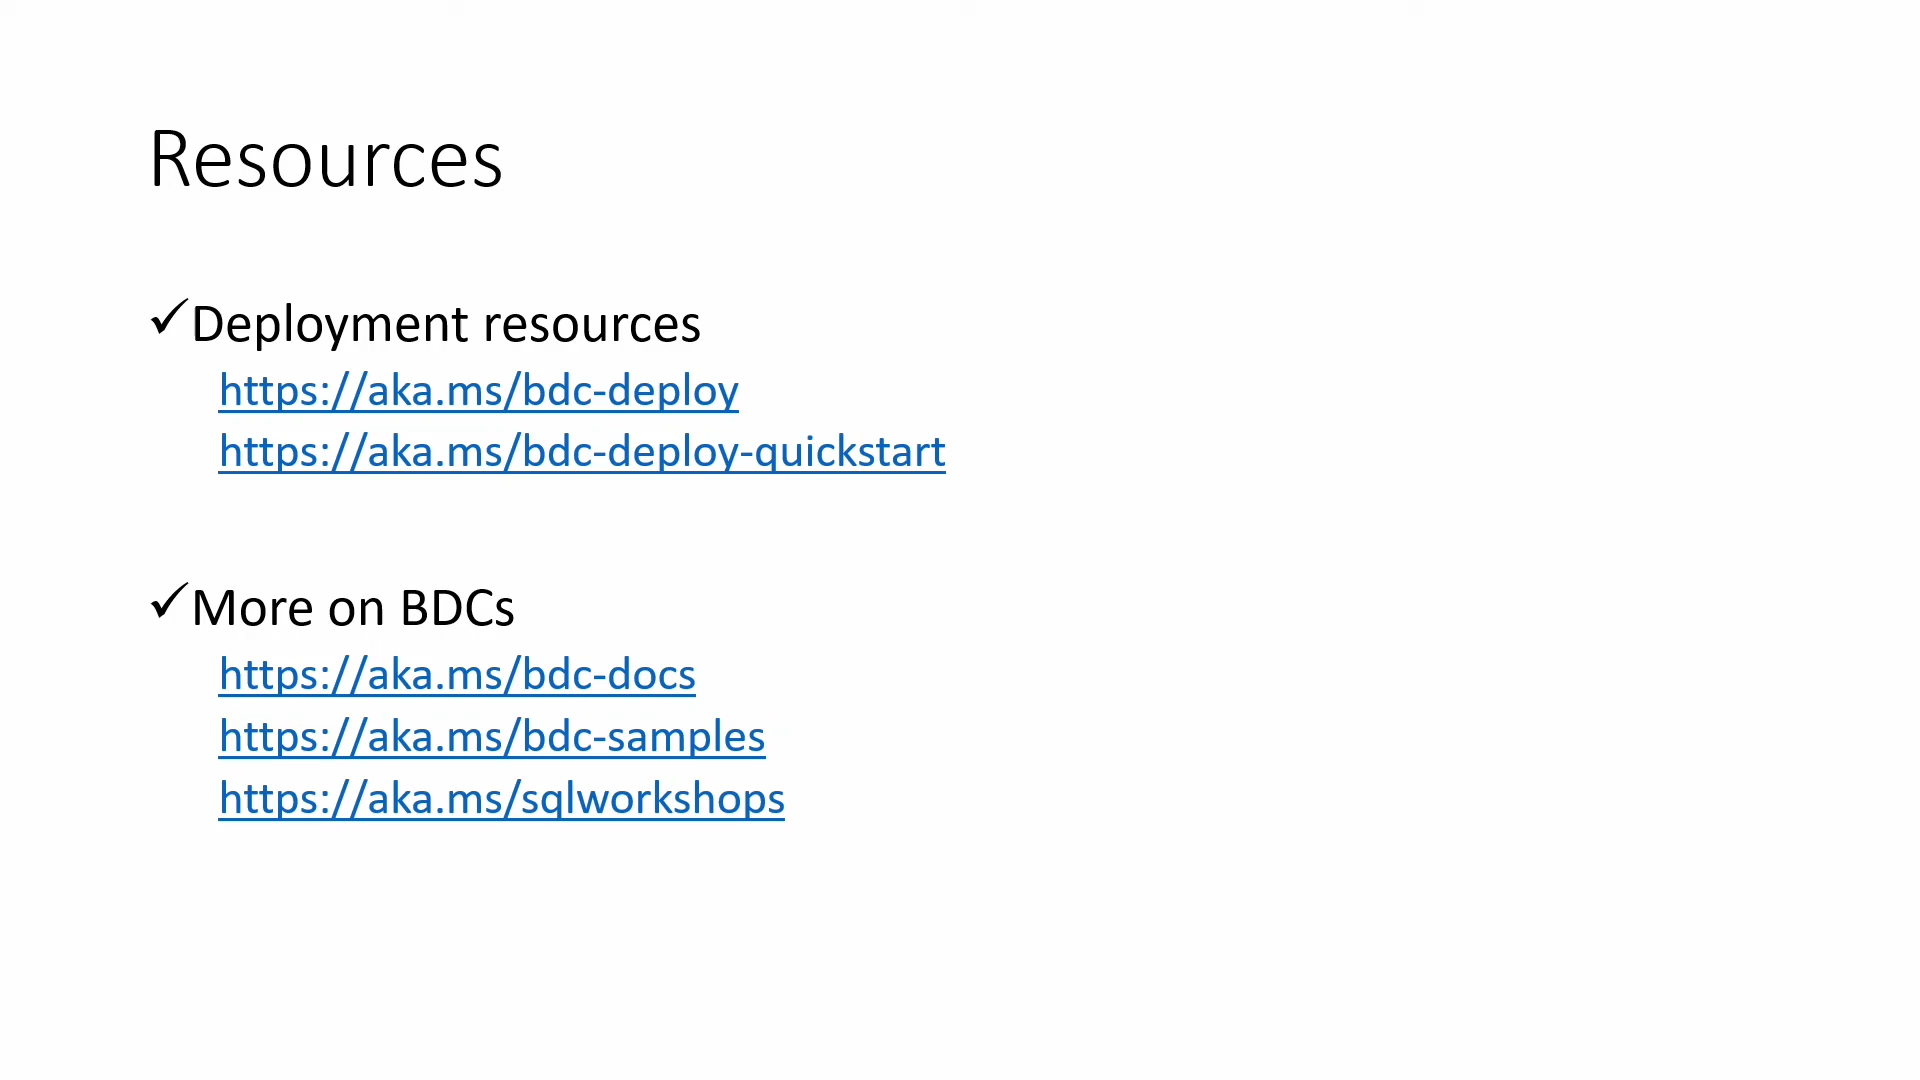 Resources
✓Deployment resources
https://aka.ms/bdc-deploy
https://aka.ms/bdc-deploy-quickstart
✓More on BDCs
https://aka.ms/bdc-docs
https://aka.ms/bdc-samples
https://aka.ms/sqlworkshops